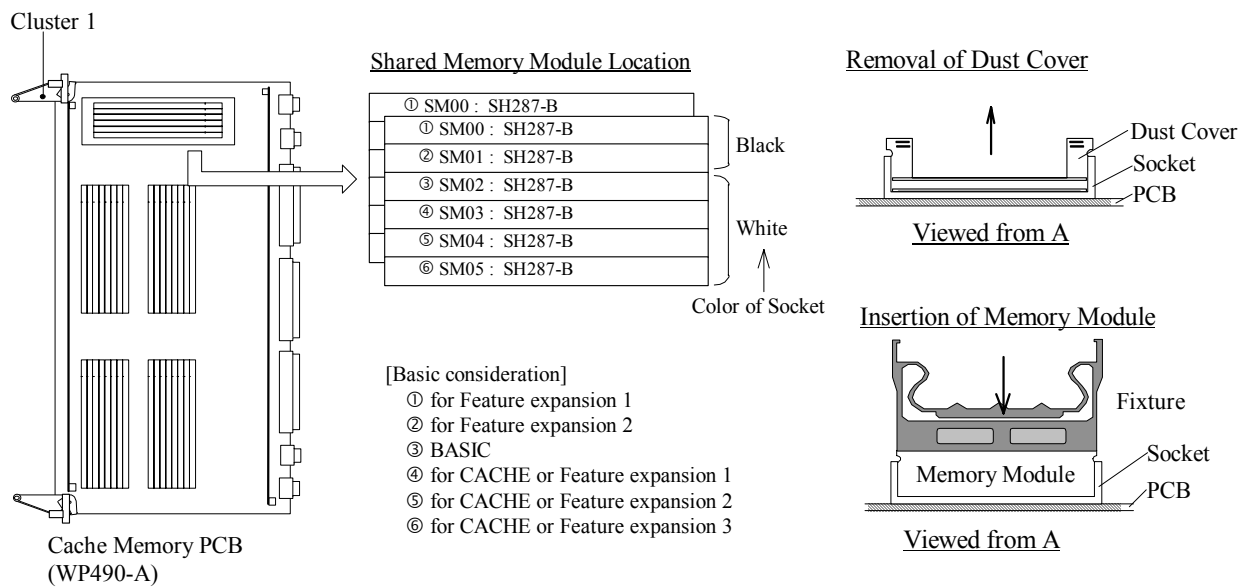 Cluster 1
Cache Memory PCB
(WP490-A)
Shared Memory Module Location
① SM00 : SH287-B
① SM00 : SH287-B
② SM01 : SH287-B
③ SM02 : SH287-B
④ SM03 : SH287-B
⑤ SM04 : SH287-B
⑥ SM05 : SH287-B
Black
White
Color of Socket
[Basic consideration]
① for Feature expansion 1
② for Feature expansion 2
③ BASIC
④ for CACHE or Feature expansion 1
⑤ for CACHE or Feature expansion 2
⑥ for CACHE or Feature expansion 3
Removal of Dust Cover
Dust Cover
Socket
PCB
Viewed from A
Insertion of Memory Module
Fixture
Memory Module
Socket
PCB
Viewed from A